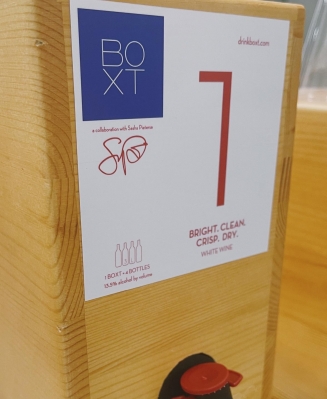 BO
XT
drinkboxt.com
a collaboration with Sasha Pieterse
1
BRIGHT. CLEAN.
CRISP. DRY.
WHITE WINE
1 BOXT = 4 BOTTLES
13.5% alcohol by volume